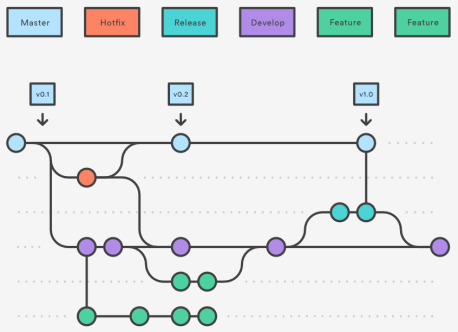 Master
Hotfix
Release
Develop
Feature
Feature
v0.1
v0.2
v1.0